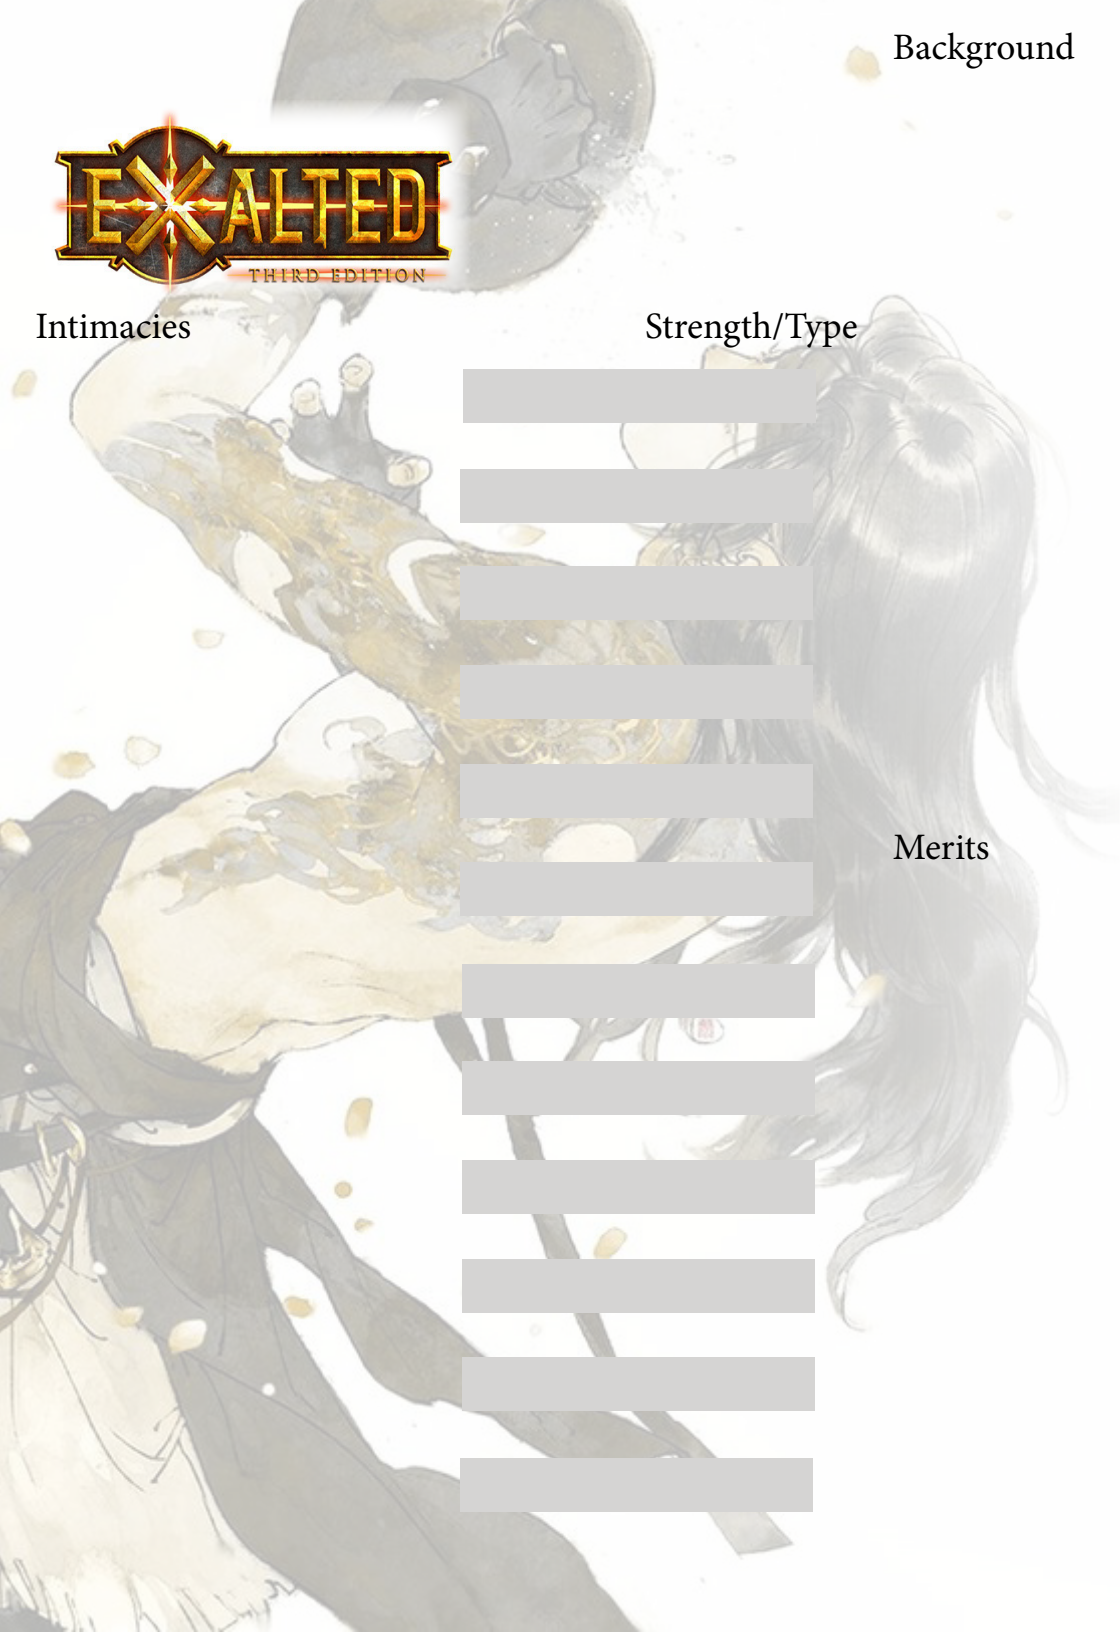 Background
EXALTED
THIRD EDITION
Intimacies
Strength/Type
Merits